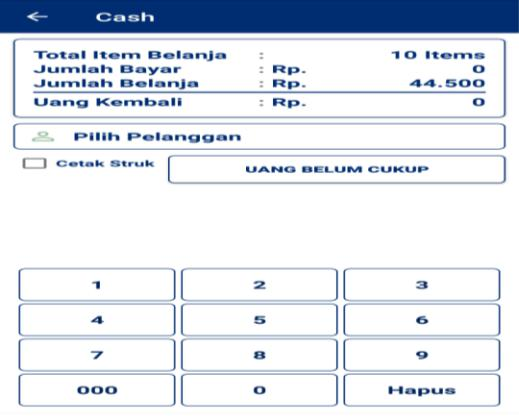 Cash
Total Item Belanja : 10 Items
Jumlah Bayar : Rp. 0
Jumlah Belanja : Rp. 44.500
Uang Kembali : Rp. 0
Pilih Pelanggan
Cetak Struk UANG BELUM CUKUP
1 2 3
4 5 6
7 8 9
000 0 Hapus